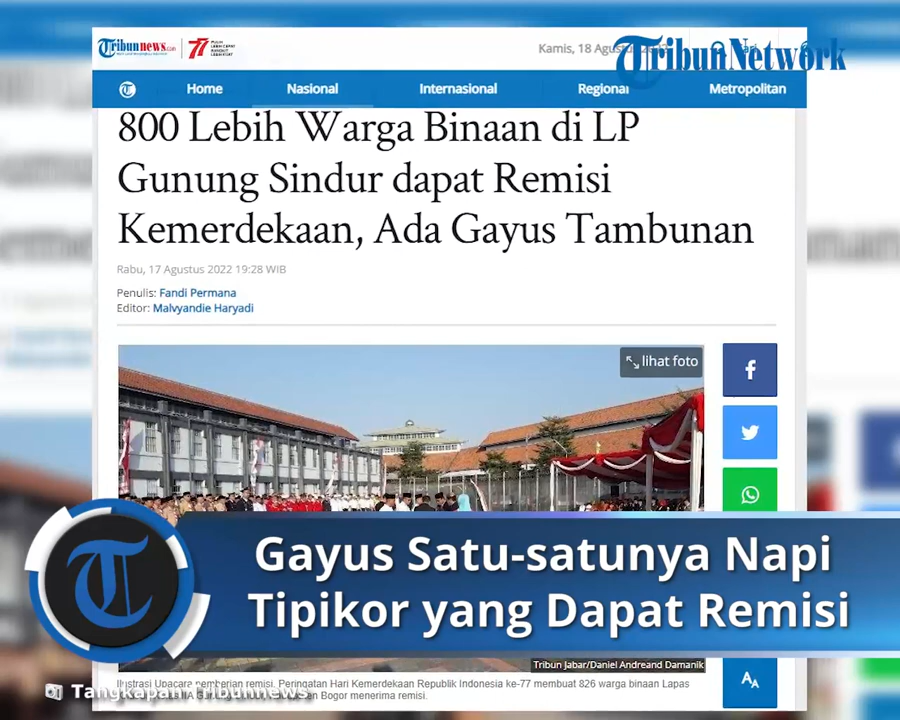 Tribunnews.com
77
Kamis, 18 Agustus
TribunNetwork
Home Nasional Internasional Regional Metropolitan
800 Lebih Warga Binaan di LP
Gunung Sindur dapat Remisi
Kemerdekaan, Ada Gayus Tambunan
Rabu, 17 Agustus 2022 19:28 WIB
Penulis: Fandi Permana
Editor: Malvyandie Haryadi
lihat foto
Gayus Satu-satunya Napi
Tipikor yang Dapat Remisi
Tribun Jabar/Daniel Andreand Damanik
Ilustrasi Upacara pemberian remisi. Peringatan Hari Kemerdekaan Republik Indonesia ke-77 membuat 826 warga binaan Lapas
Bogor menerima remisi.
Tangkapan Tribunnews
AA